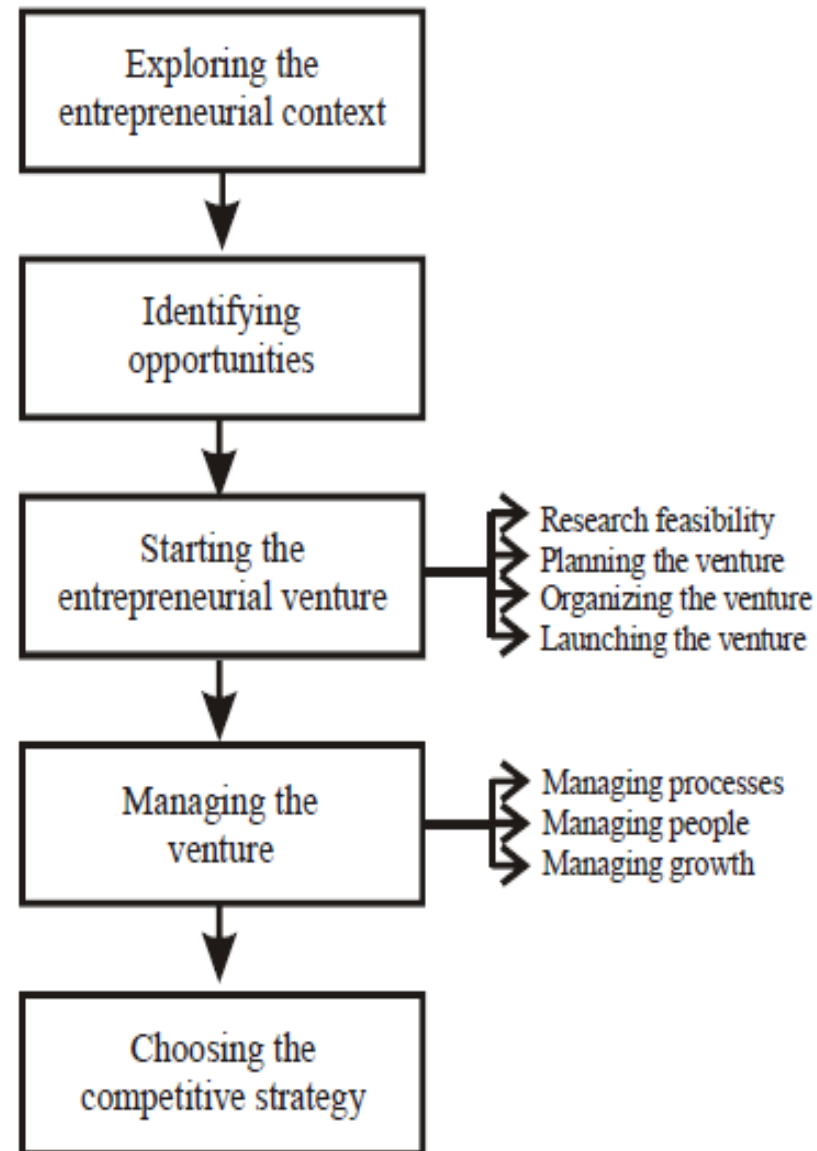 Exploring the
entrepreneurial context
Identifying
opportunities
Starting the
entrepreneurial venture
Research feasibility
Planning the venture
Organizing the venture
Launching the venture
Managing the
venture
Managing processes
Managing people
Managing growth
Choosing the
competitive strategy